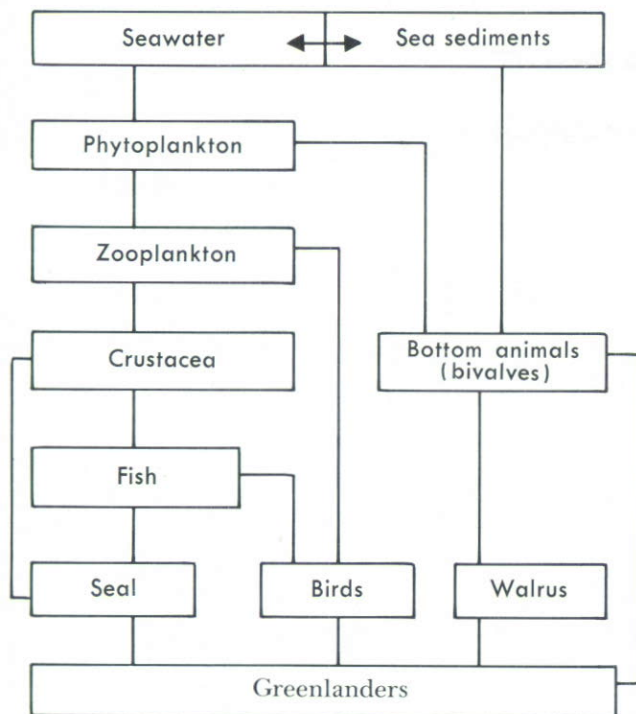 Seawater
Sea sediments
Phytoplankton
Zooplankton
Crustacea
Bottom animals
(bivalves)
Fish
Seal
Birds
Walrus
Greenlanders